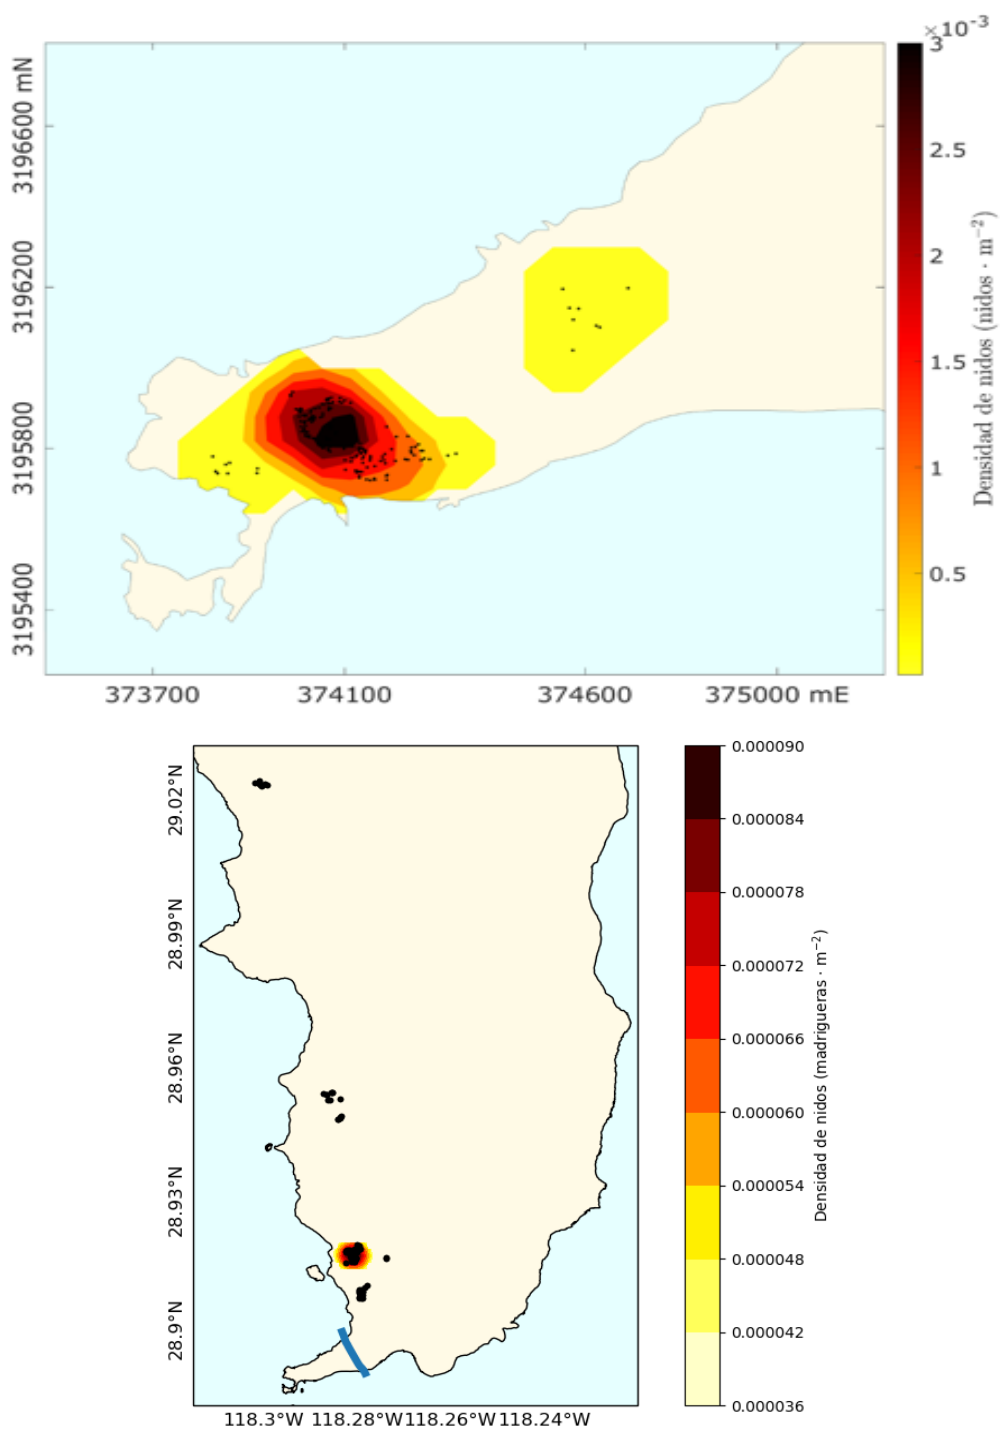 ×10⁻³
3
2.5
2
1.5
1
0.5
Densidad de nidos (nidos · m⁻²)
3196600 mN
3196200
3195800
3195400
373700
374100
374600
375000 mE
29.02°N
28.99°N
28.96°N
28.93°N
28.9°N
118.3°W
118.28°W
118.26°W
118.24°W
0.000090
0.000084
0.000078
0.000072
0.000066
0.000060
0.000054
0.000048
0.000042
0.000036
Densidad de nidos (madrigueras · m⁻²)